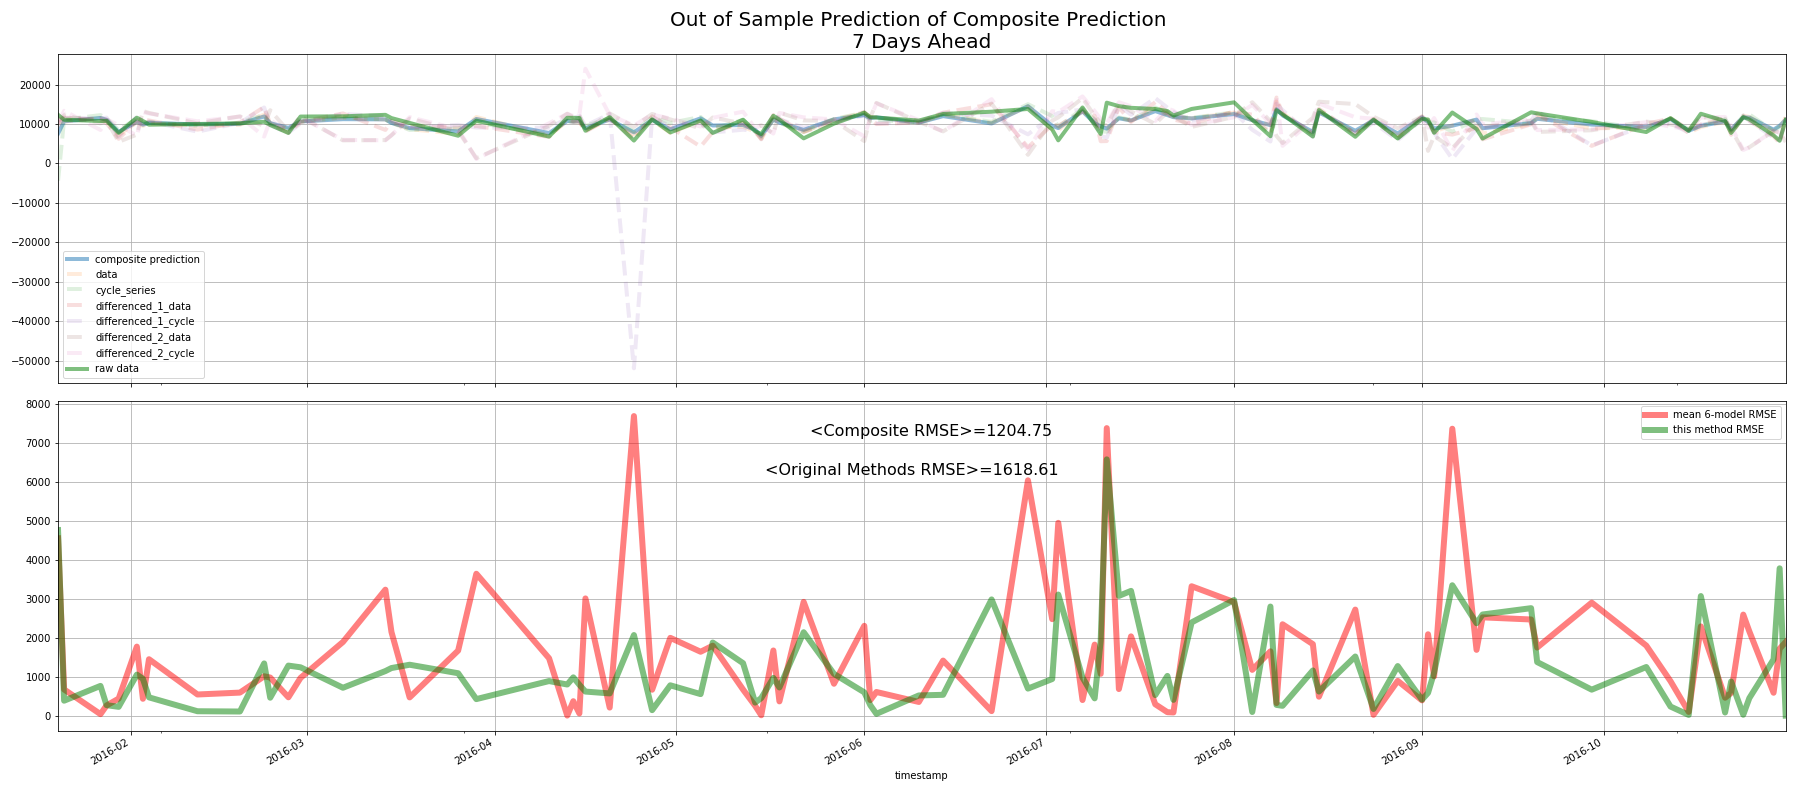 Out of Sample Prediction of Composite Prediction
7 Days Ahead
20000
10000
0
−10000
−20000
−30000
−40000
−50000
composite prediction
data
cycle_series
differenced_1_data
differenced_1_cycle
differenced_2_data
differenced_2_cycle
raw data
8000
7000
6000
5000
4000
3000
2000
1000
0
<Composite RMSE>=1204.75
<Original Methods RMSE>=1618.61
mean 6-model RMSE
this method RMSE
2016-02
2016-03
2016-04
2016-05
2016-06
2016-07
2016-08
2016-09
2016-10
timestamp